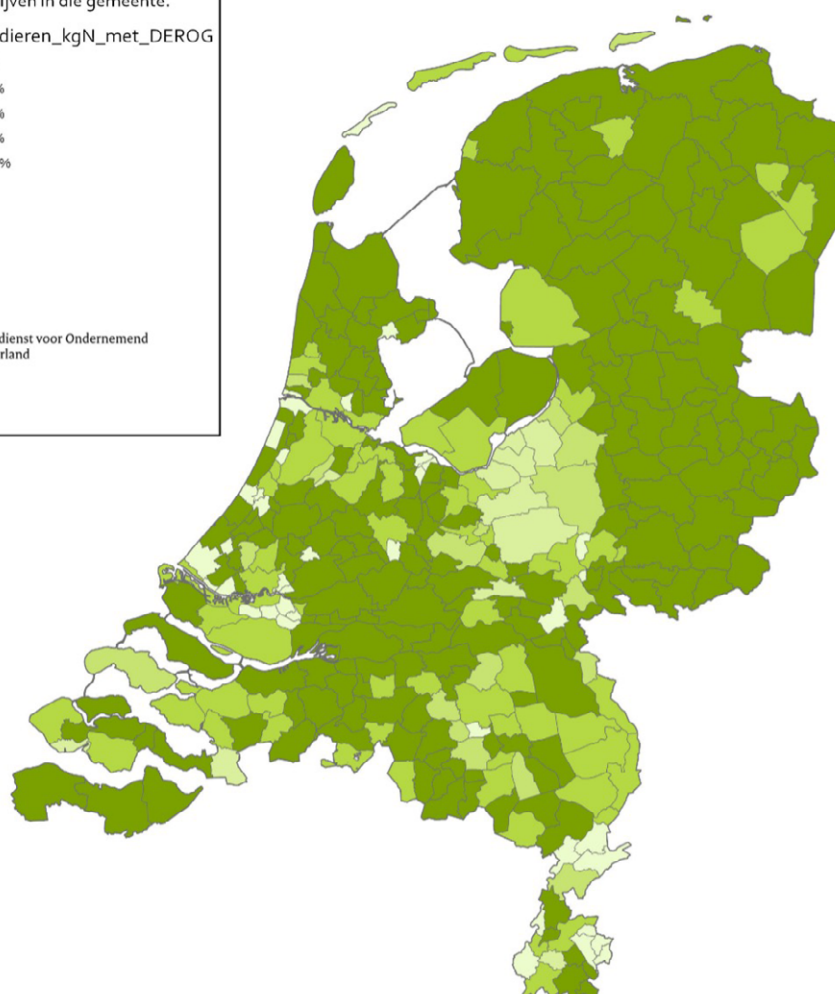 ijven in die gemeente.
dieren_kgN_met_DEROG
%
%
%
%
dienst voor Ondernemend
rland